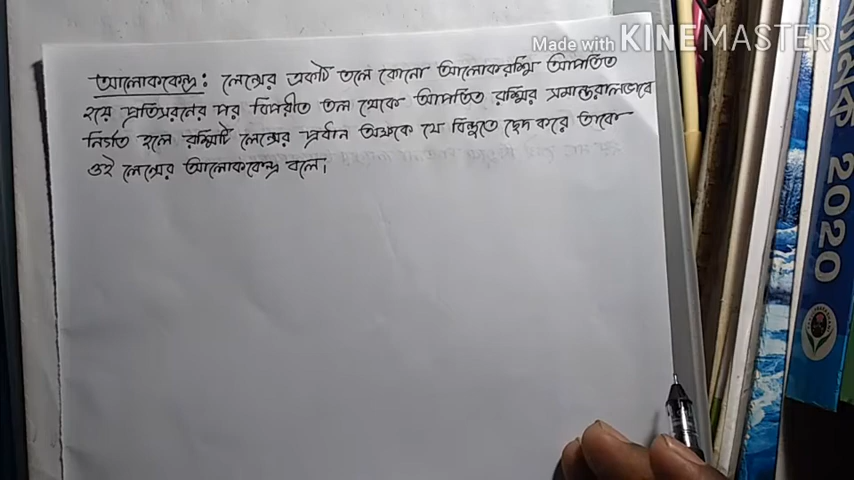 Made with KINEMASTER
আলোককেন্দ্র: লেন্সের একটি তলে কোনো আলোকরশ্মি আপতিত
হয়ে প্রতিসরনের পর বিপরীত তল থেকে আপতিত রশ্মির সমান্তরালভাবে
নির্গত হলে রশ্মিটি লেন্সের প্রধান অক্ষকে যে বিন্দুতে ছেদ করে তাকে
ওই লেন্সের আলোককেন্দ্র বলে।
2020